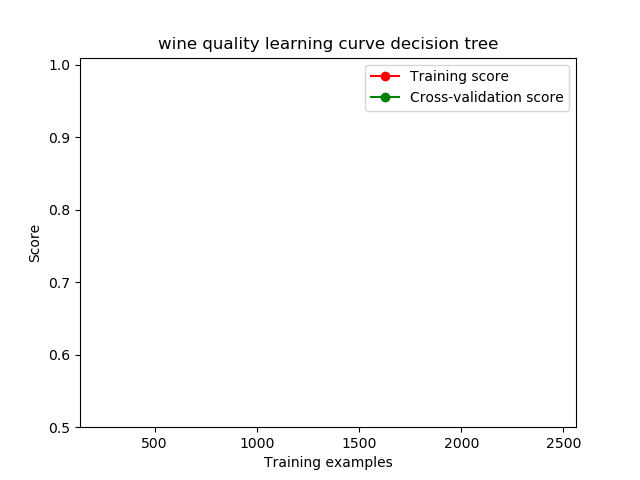 wine quality learning curve decision tree
Training score
Cross-validation score
1.0
0.9
0.8
0.7
0.6
0.5
Score
500 1000 1500 2000 2500
Training examples